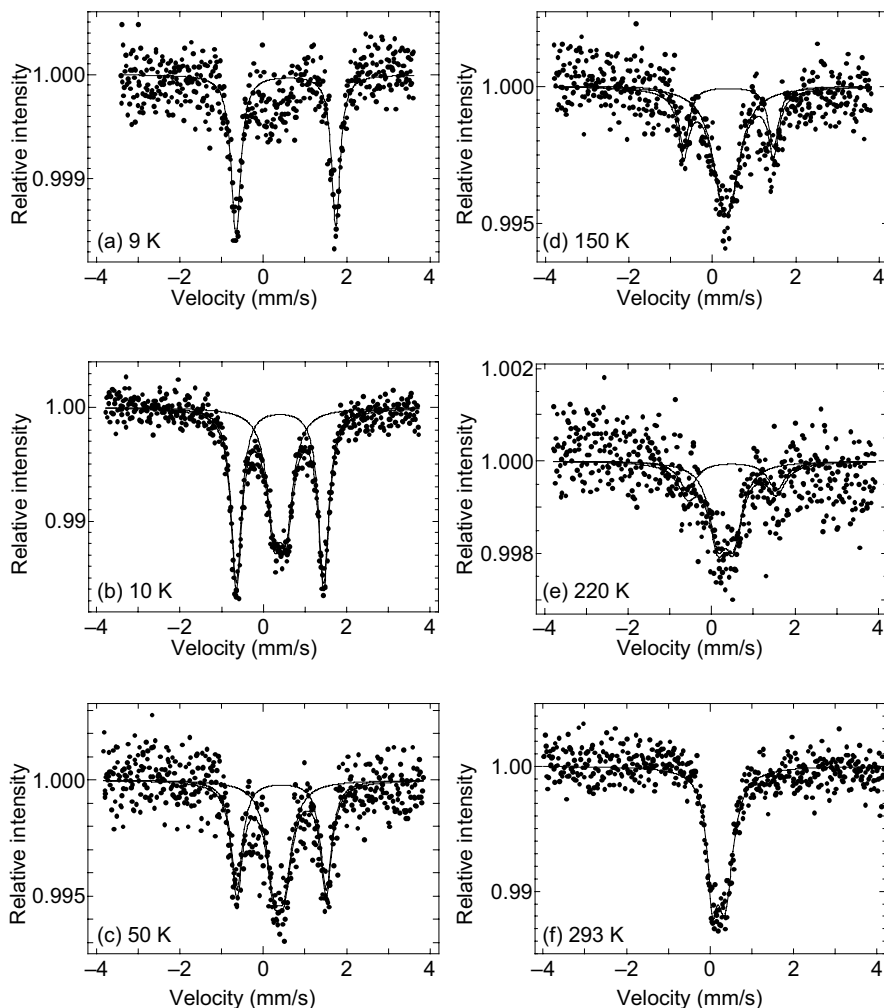 Relative intensity
1.000
0.999
(a) 9 K
–4 –2 0 2 4
Velocity (mm/s)
Relative intensity
1.000
0.995
(d) 150 K
–4 –2 0 2 4
Velocity (mm/s)
Relative intensity
1.00
0.99
(b) 10 K
–4 –2 0 2 4
Velocity (mm/s)
Relative intensity
1.002
1.000
0.998
(e) 220 K
–4 –2 0 2 4
Velocity (mm/s)
Relative intensity
1.000
0.995
(c) 50 K
–4 –2 0 2 4
Velocity (mm/s)
Relative intensity
1.00
0.99
(f) 293 K
–4 –2 0 2 4
Velocity (mm/s)